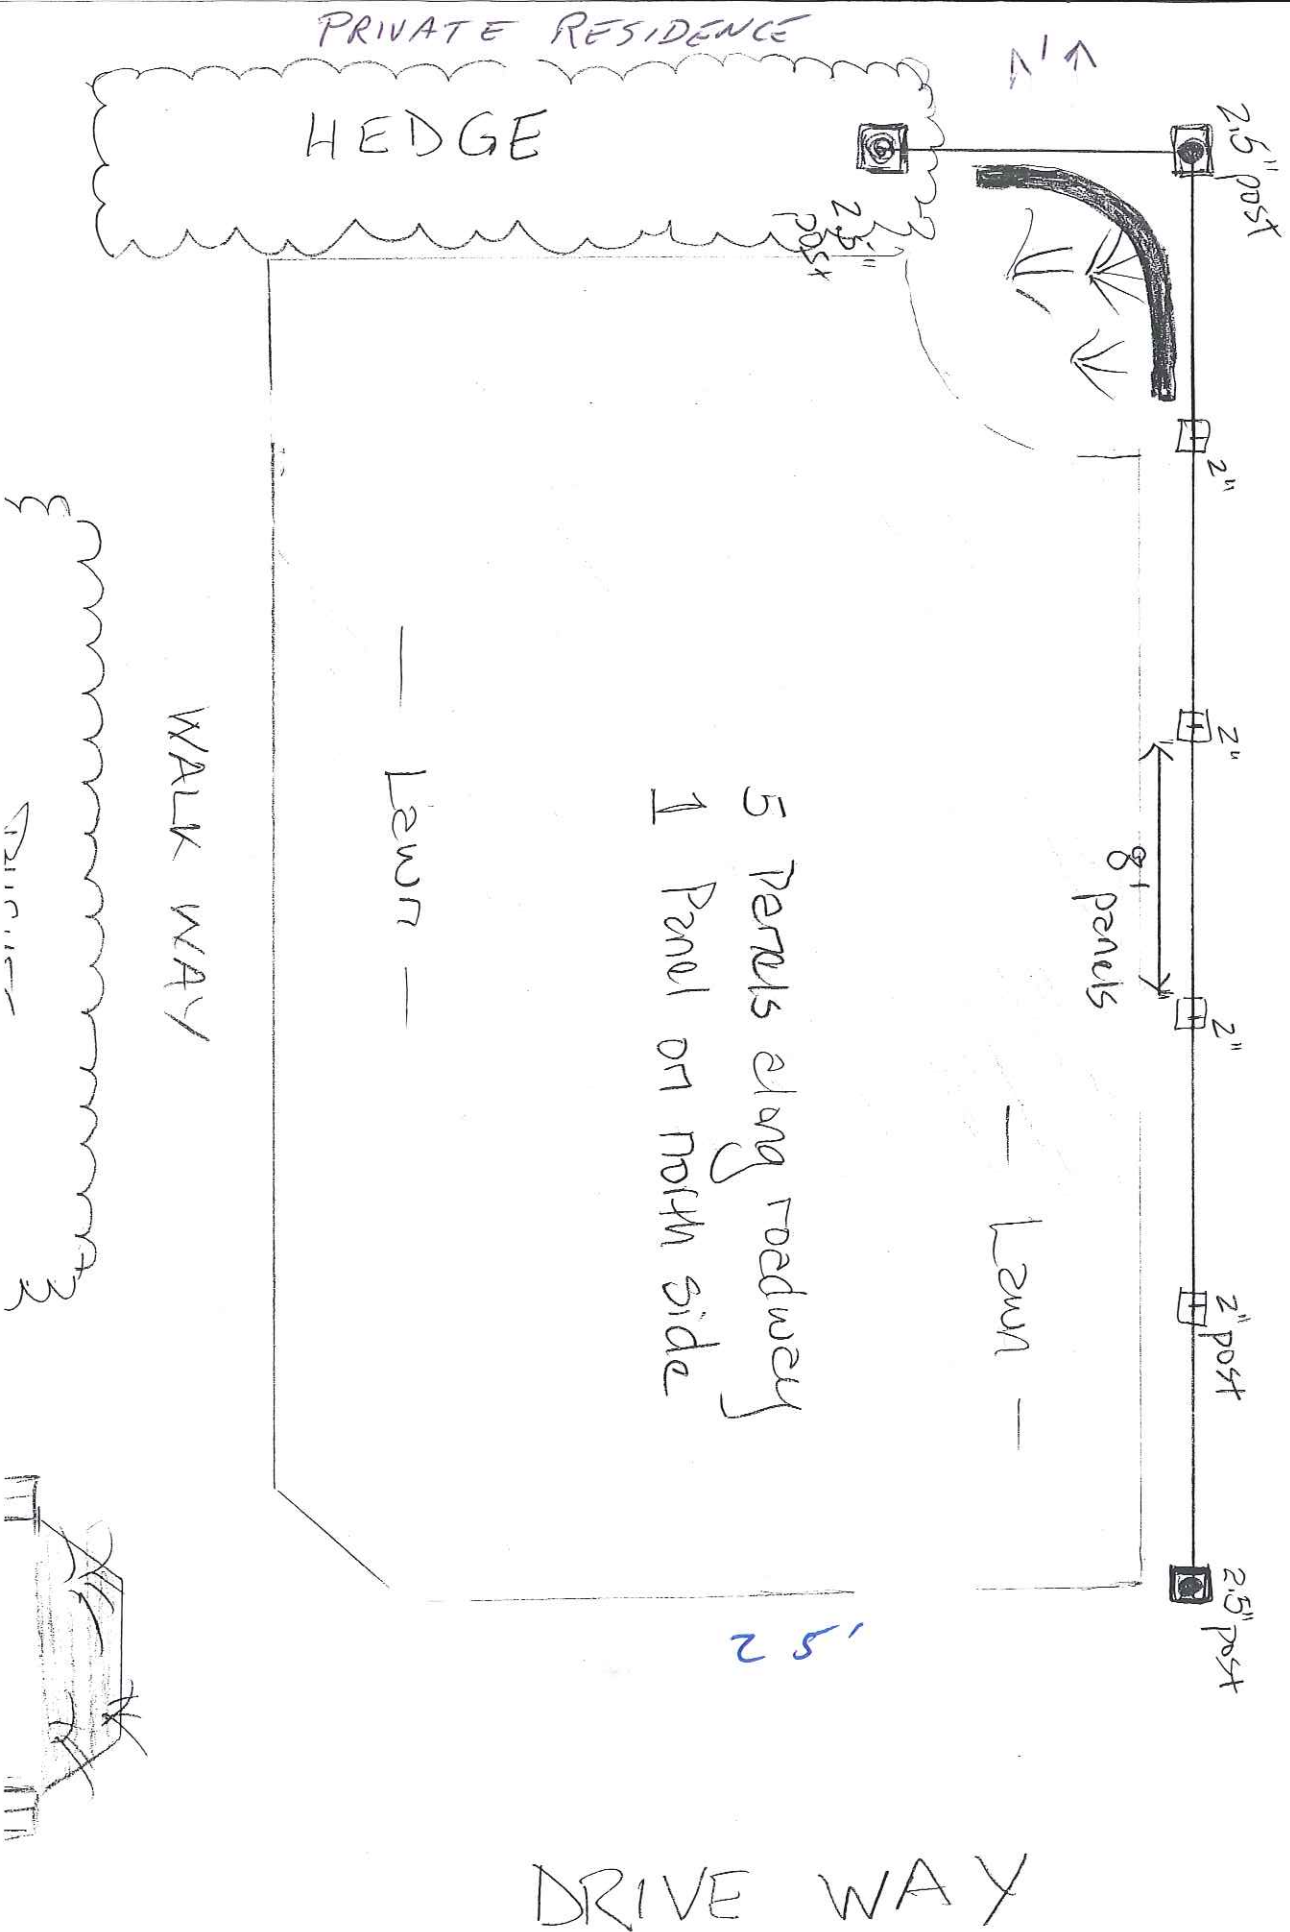 PRIVATE RESIDENCE
HEDGE
2.5" post
2.5"
post
2"
2"
8'
panels
2"
5 Panels along roadway
1 Panel on north side
— Lawn —
— Lawn —
WALK WAY
2" post
2.5" post
25'
DRIVE WAY